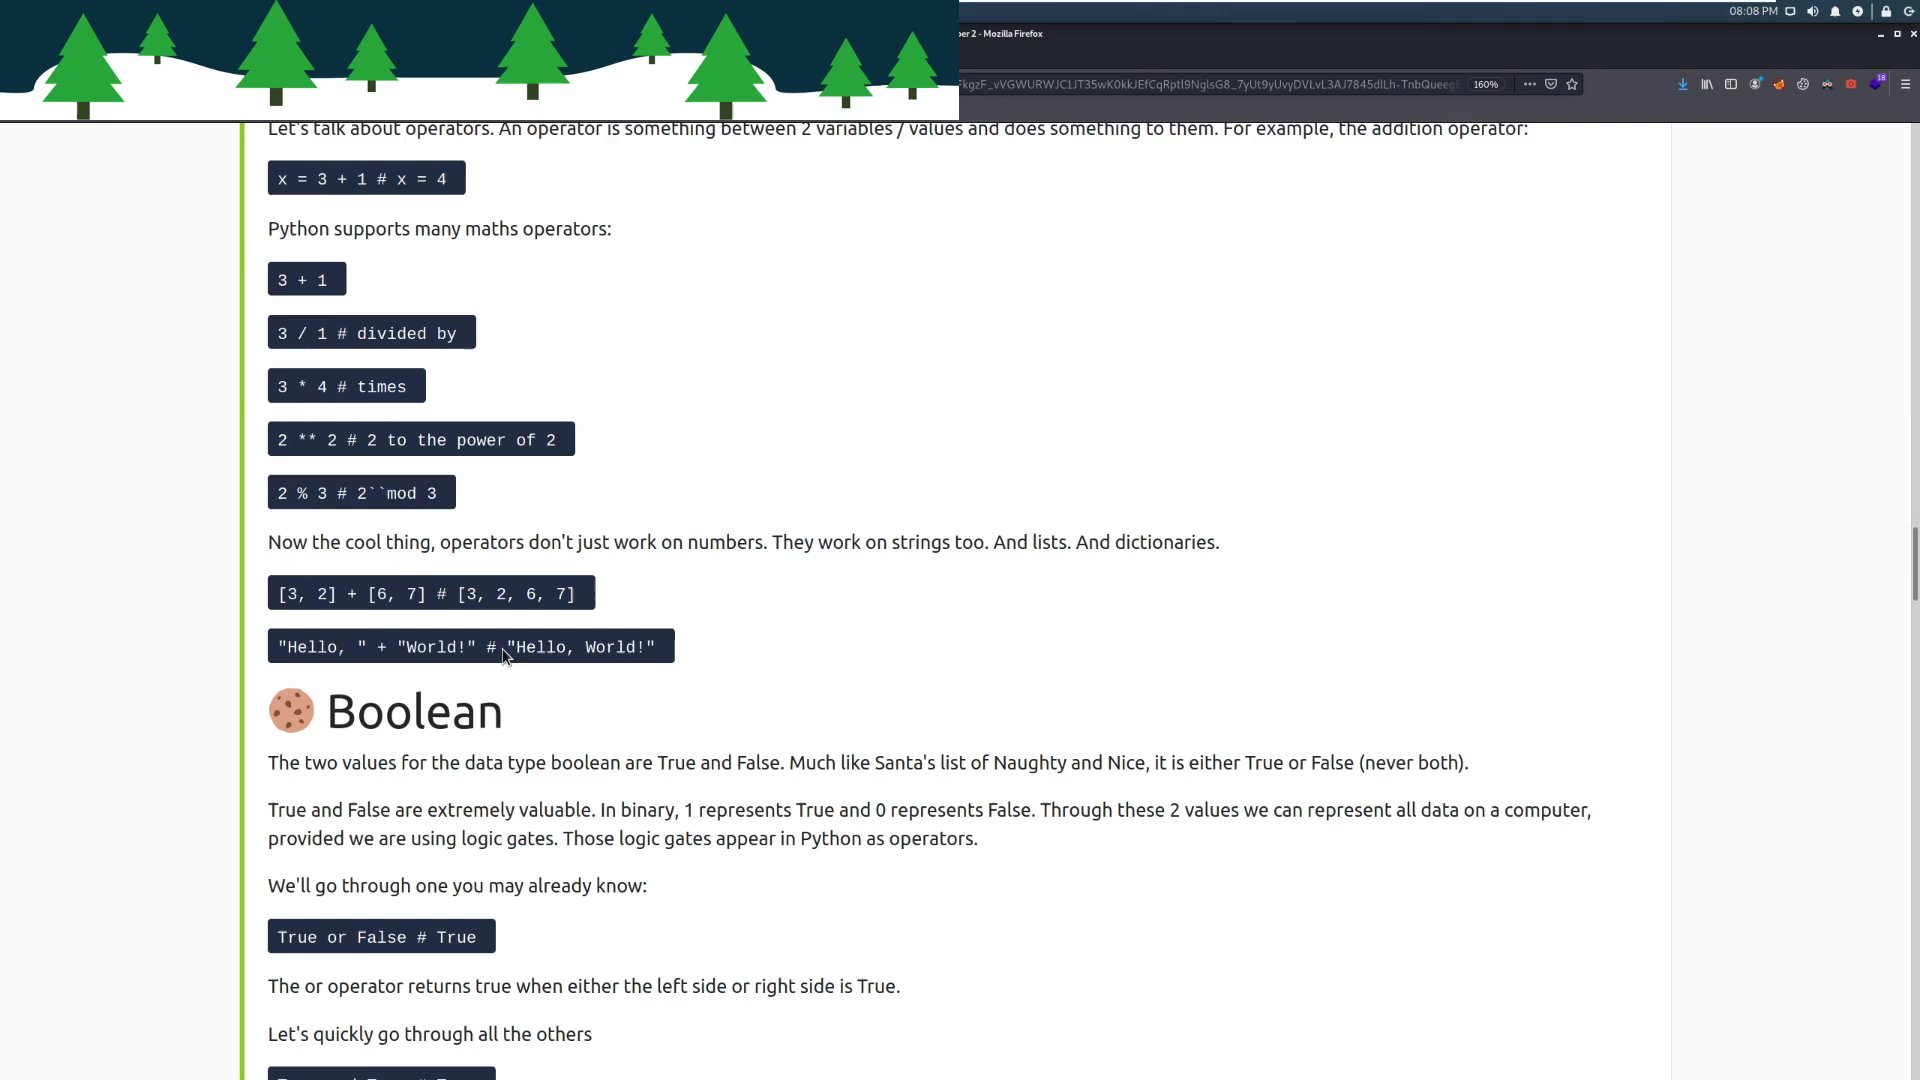 08:08 PM
per 2 - Mozilla Firefox
160%
18
Let's talk about operators. An operator is something between 2 variables / values and does something to them. For example, the addition operator:
x = 3 + 1 # x = 4
Python supports many maths operators:
3 + 1
3 / 1 # divided by
3 * 4 # times
2 ** 2 # 2 to the power of 2
2 % 3 # 2``mod 3
Now the cool thing, operators don't just work on numbers. They work on strings too. And lists. And dictionaries.
[3, 2] + [6, 7] # [3, 2, 6, 7]
"Hello, " + "World!" # "Hello, World!"
Boolean
The two values for the data type boolean are True and False. Much like Santa's list of Naughty and Nice, it is either True or False (never both).
True and False are extremely valuable. In binary, 1 represents True and 0 represents False. Through these 2 values we can represent all data on a computer,
provided we are using logic gates. Those logic gates appear in Python as operators.
We'll go through one you may already know:
True or False # True
The or operator returns true when either the left side or right side is True.
Let's quickly go through all the others